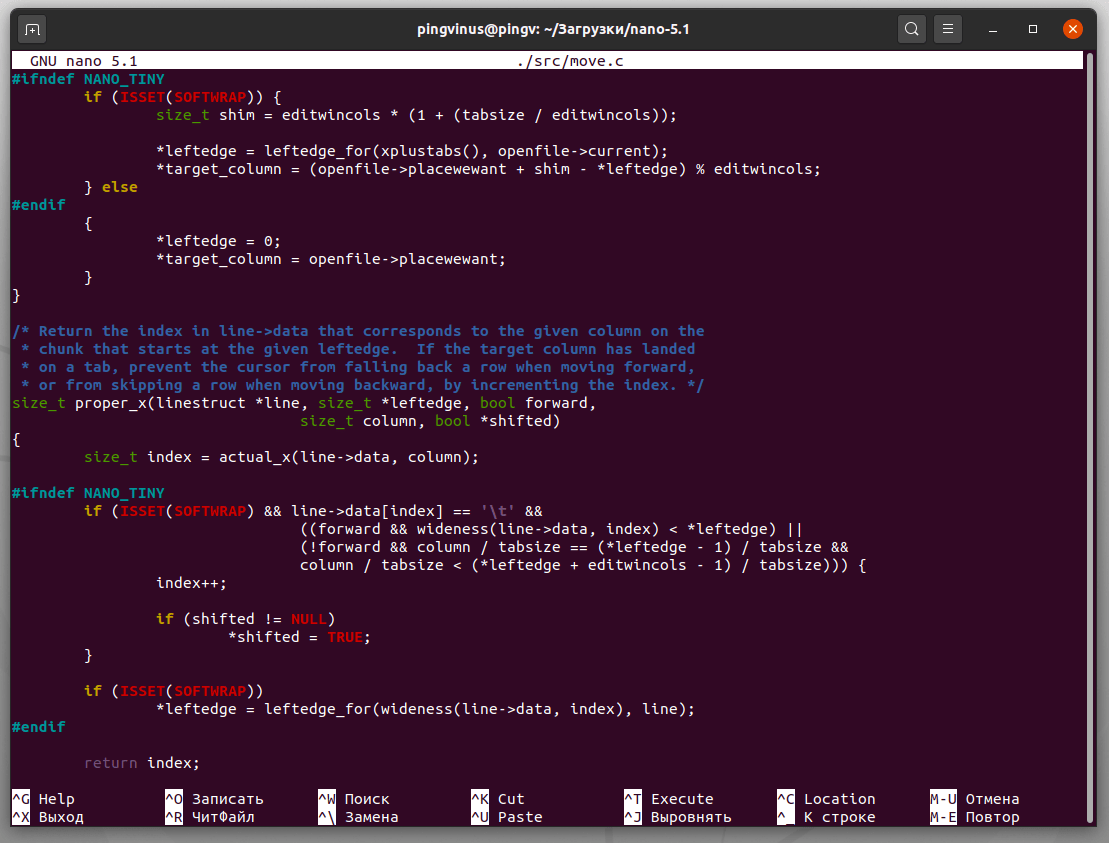 pingvinus@pingv: ~/Загрузки/nano-5.1
GNU nano 5.1 ./src/move.c
#ifndef NANO_TINY
        if (ISSET(SOFTWRAP)) {
                size_t shim = editwincols * (1 + (tabsize / editwincols));

                *leftedge = leftedge_for(xplustabs(), openfile->current);
                *target_column = (openfile->placewewant + shim - *leftedge) % editwincols;
        } else
#endif
        {
                *leftedge = 0;
                *target_column = openfile->placewewant;
        }
}

/* Return the index in line->data that corresponds to the given column on the
 * chunk that starts at the given leftedge.  If the target column has landed
 * on a tab, prevent the cursor from falling back a row when moving forward,
 * or from skipping a row when moving backward, by incrementing the index. */
size_t proper_x(linestruct *line, size_t *leftedge, bool forward,
                                size_t column, bool *shifted)
{
        size_t index = actual_x(line->data, column);

#ifndef NANO_TINY
        if (ISSET(SOFTWRAP) && line->data[index] == '\t' &&
                                ((forward && wideness(line->data, index) < *leftedge) ||
                                (!forward && column / tabsize == (*leftedge - 1) / tabsize &&
                                column / tabsize < (*leftedge + editwincols - 1) / tabsize))) {
                index++;

                if (shifted != NULL)
                        *shifted = TRUE;
        }

        if (ISSET(SOFTWRAP))
                *leftedge = leftedge_for(wideness(line->data, index), line);
#endif

        return index;

^G Help ^O Записать ^W Поиск ^K Cut ^T Execute ^C Location M-U Отмена
^X Выход ^R ЧитФайл ^\ Замена ^U Paste ^J Выровнять ^_ К строке M-E Повтор